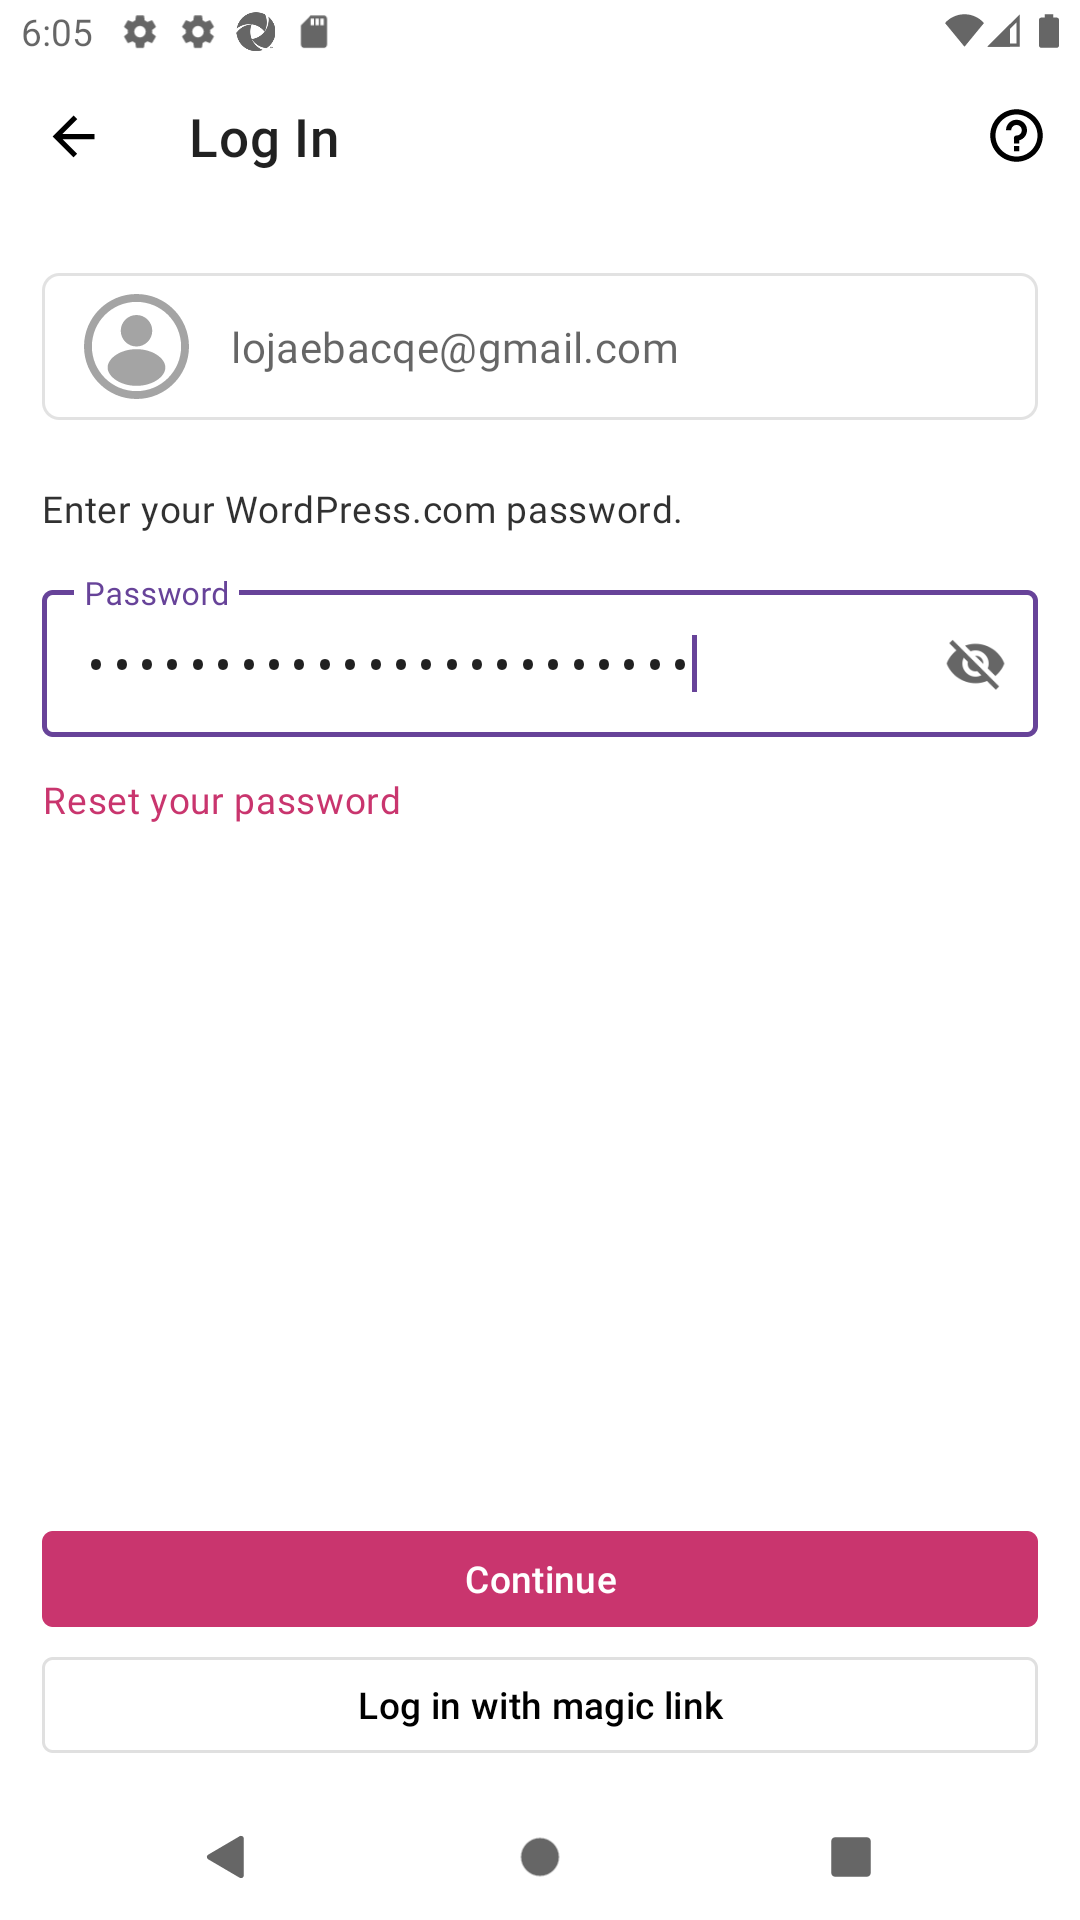 6:05
Log In
lojaebacqe@gmail.com
Enter your WordPress.com password.
Password
••••••••••••••••••••••••
Reset your password
Continue
Log in with magic link